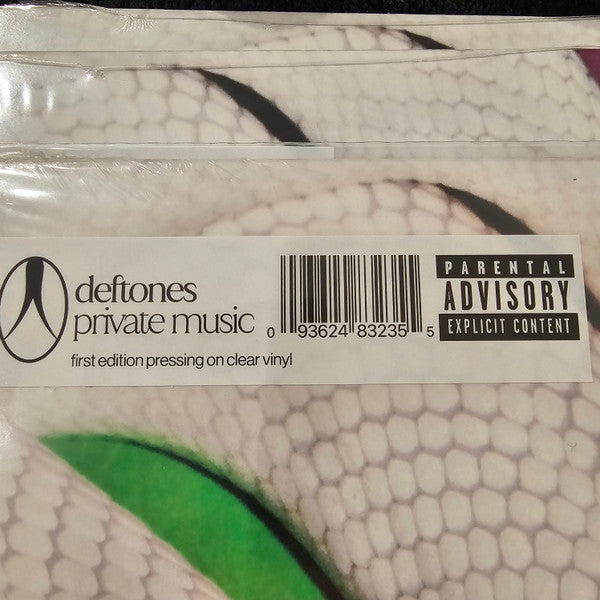 deftones
private music
first edition pressing on clear vinyl
0 93624 83235 5
PARENTAL
ADVISORY
EXPLICIT CONTENT